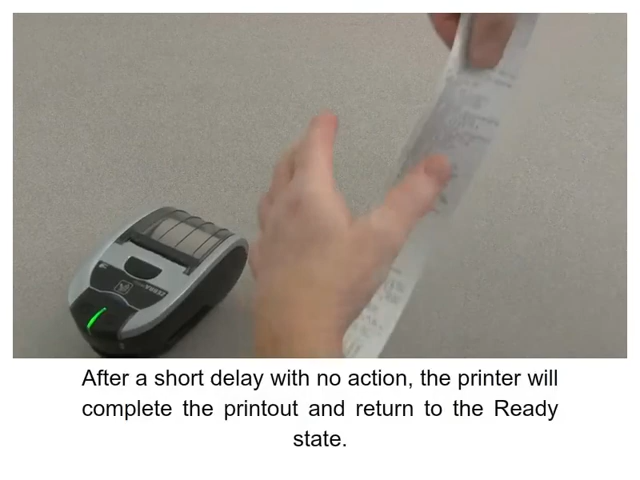 After a short delay with no action, the printer will
complete the printout and return to the Ready
state.